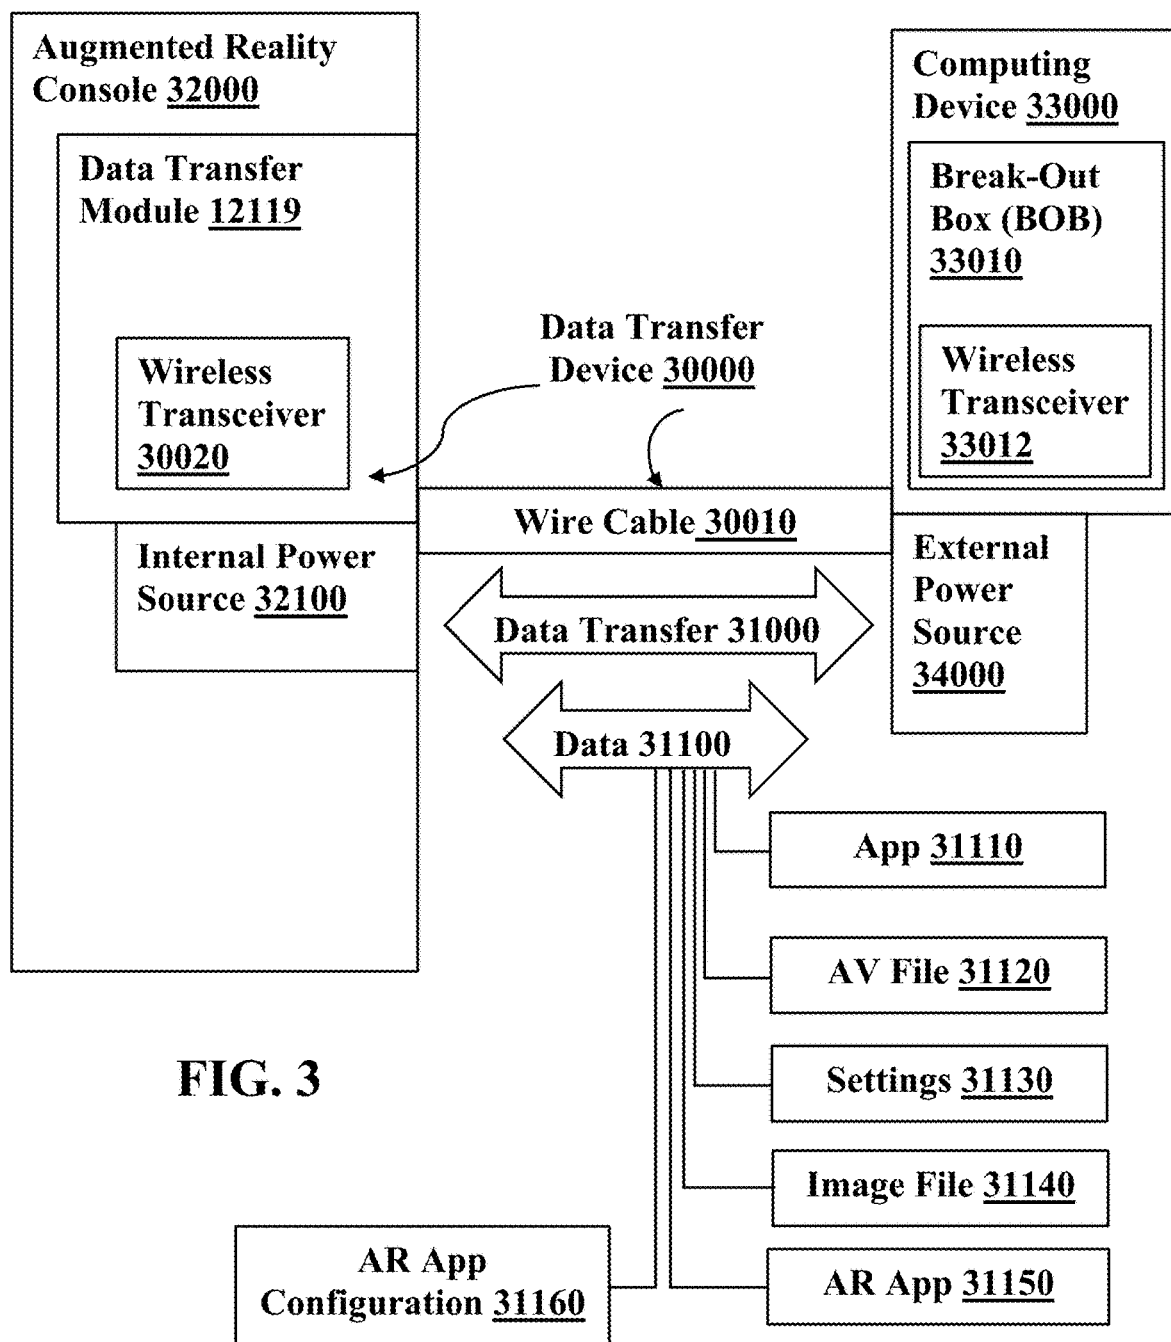 Augmented Reality
Console 32000
Data Transfer
Module 12119
Wireless
Transceiver
30020
Internal Power
Source 32100
Data Transfer
Device 30000
Wire Cable 30010
Data Transfer 31000
Data 31100
Computing
Device 33000
Break-Out
Box (BOB)
33010
Wireless
Transceiver
33012
External
Power
Source
34000
App 31110
AV File 31120
Settings 31130
Image File 31140
AR App 31150
AR App
Configuration 31160
FIG. 3